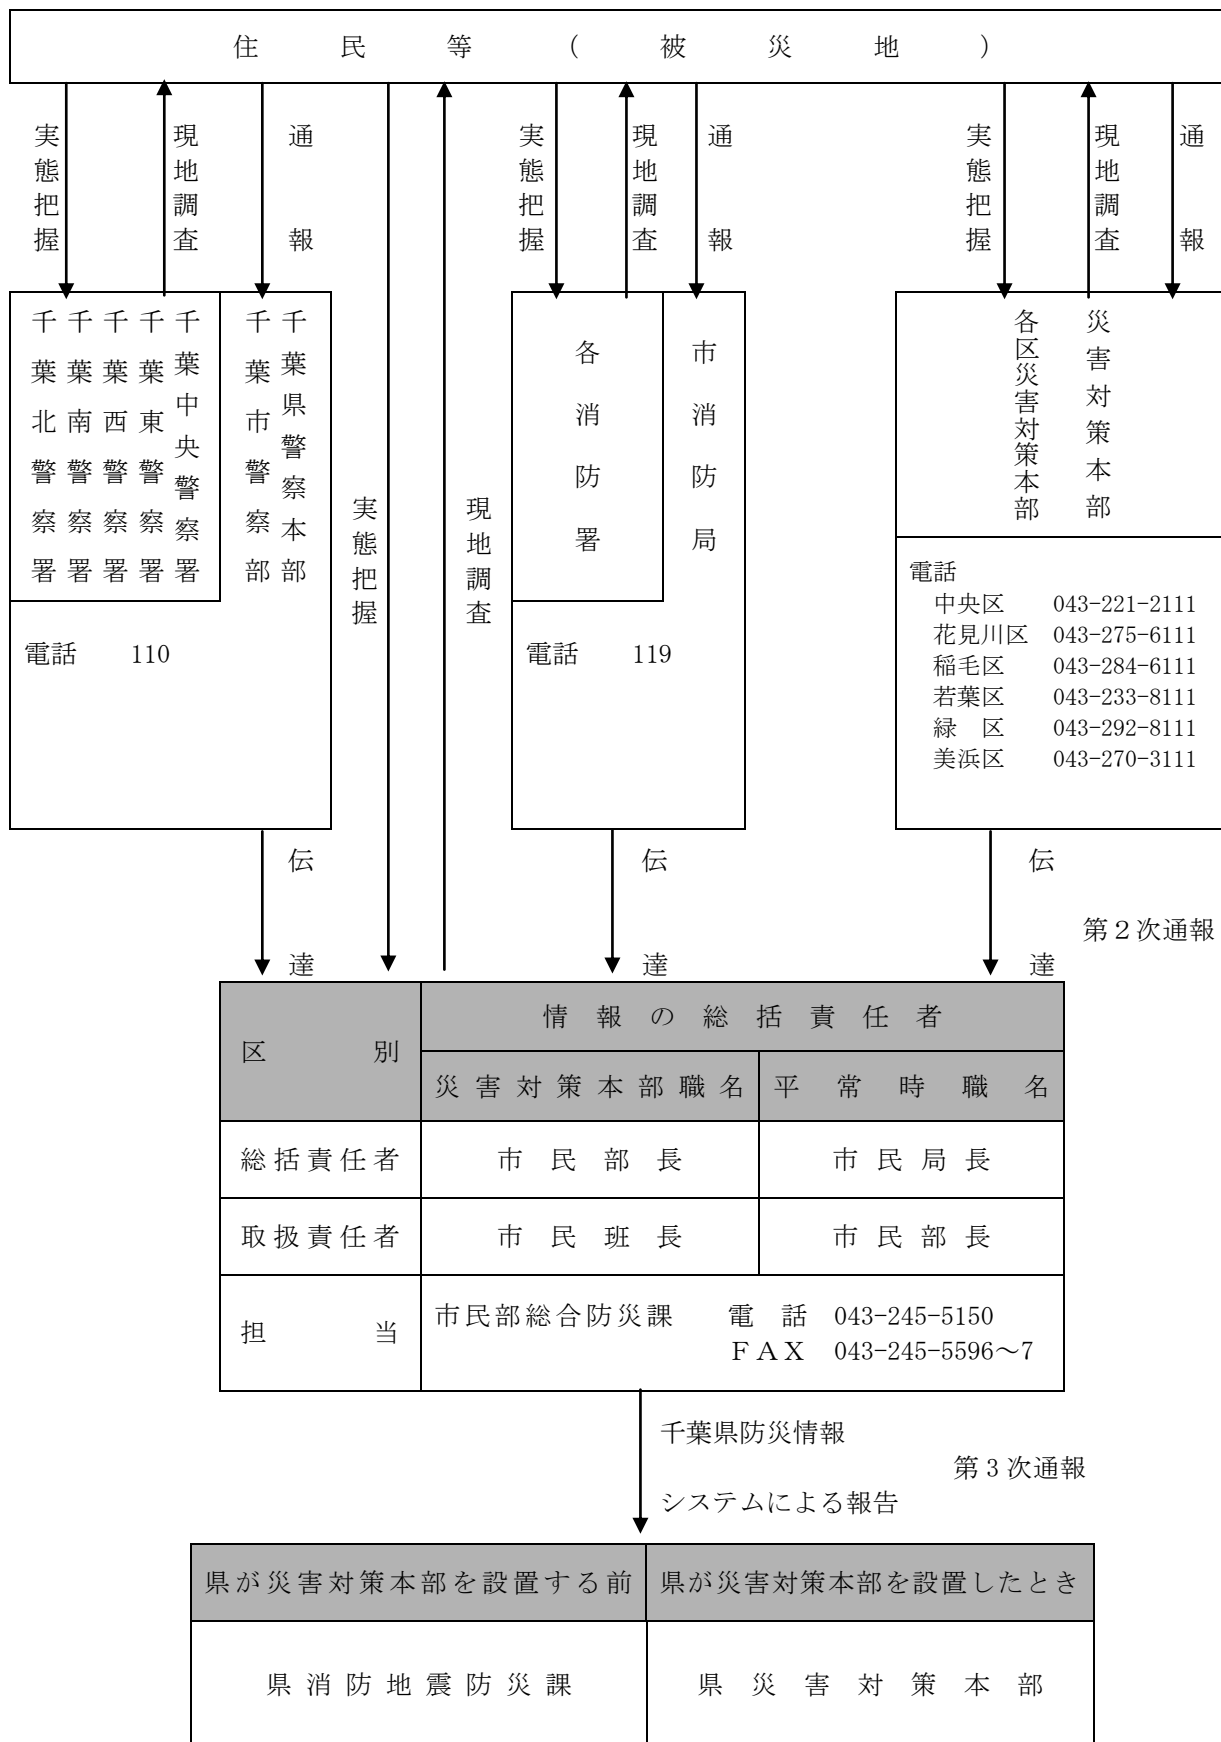 住民等(被災地)
実態把握
現地調査
通報
実態把握
現地調査
通報
実態把握
現地調査
通報
千葉県警察本部
千葉市警察部
千葉中央警察署
千葉東警察署
千葉西警察署
千葉南警察署
千葉北警察署
電話 110
実態把握
現地調査
市消防局
各消防署
電話 119
災害対策本部
各区災害対策本部
電話
中央区 043-221-2111
花見川区 043-275-6111
稲毛区 043-284-6111
若葉区 043-233-8111
緑 区 043-292-8111
美浜区 043-270-3111
伝達
伝達
伝達
第2次通報
区別 情報の総括責任者
災害対策本部職名 平常時職名
総括責任者 市民部長 市民局長
取扱責任者 市民班長 市民部長
担当 市民部総合防災課 電 話 043-245-5150
FAX 043-245-5596~7
千葉県防災情報
システムによる報告
第3次通報
県が災害対策本部を設置する前 県が災害対策本部を設置したとき
県消防地震防災課 県災害対策本部